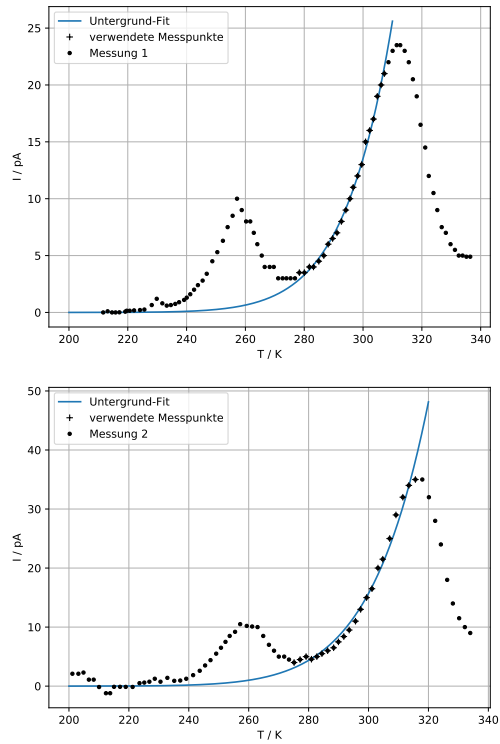 Untergrund-Fit
verwendete Messpunkte
Messung 1
25
20
15
10
5
0
I / pA
200 220 240 260 280 300 320 340
T / K
Untergrund-Fit
verwendete Messpunkte
Messung 2
50
40
30
20
10
0
I / pA
200 220 240 260 280 300 320 340
T / K